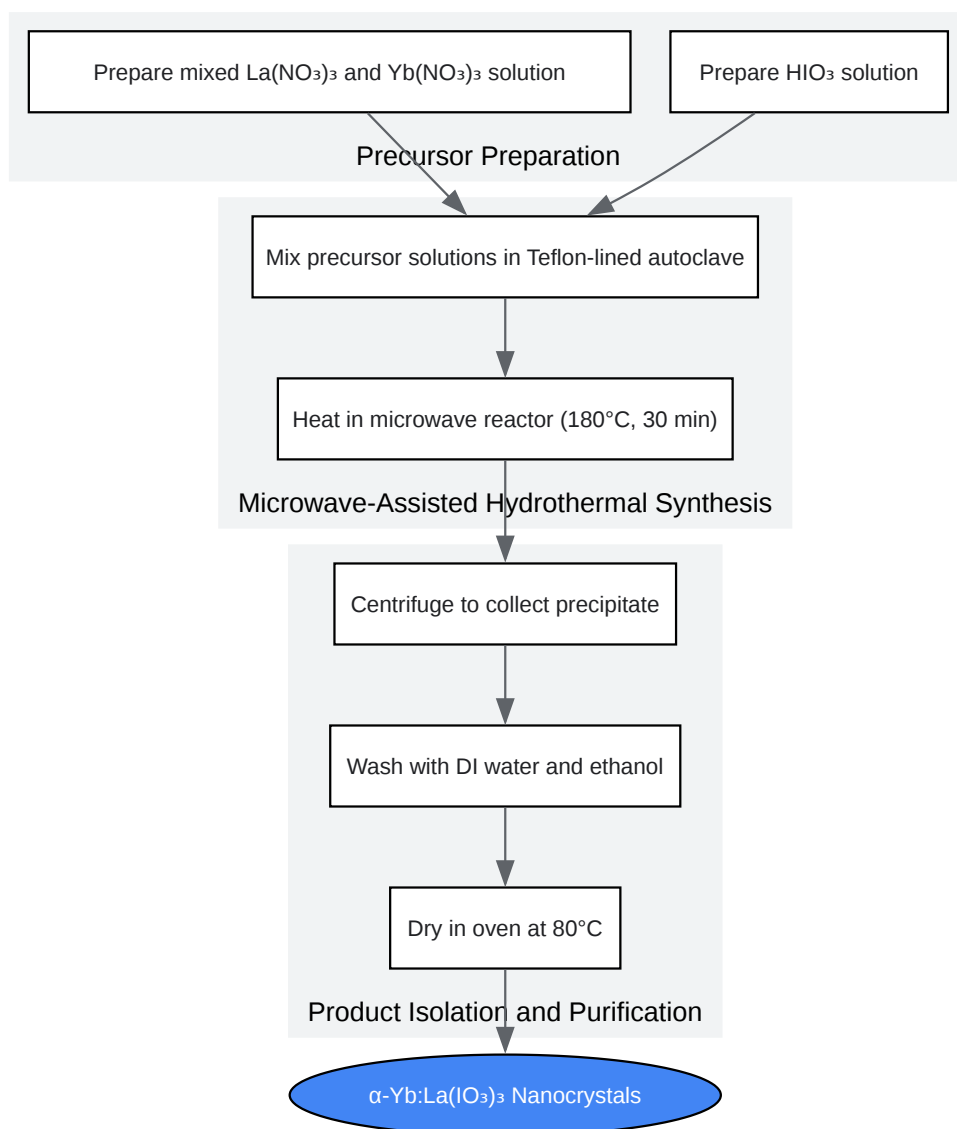 Prepare mixed La(NO₃)₃ and Yb(NO₃)₃ solution
Prepare HIO₃ solution
Precursor Preparation
Mix precursor solutions in Teflon-lined autoclave
Heat in microwave reactor (180°C, 30 min)
Microwave-Assisted Hydrothermal Synthesis
Centrifuge to collect precipitate
Wash with DI water and ethanol
Dry in oven at 80°C
Product Isolation and Purification
α-Yb:La(IO₃)₃ Nanocrystals